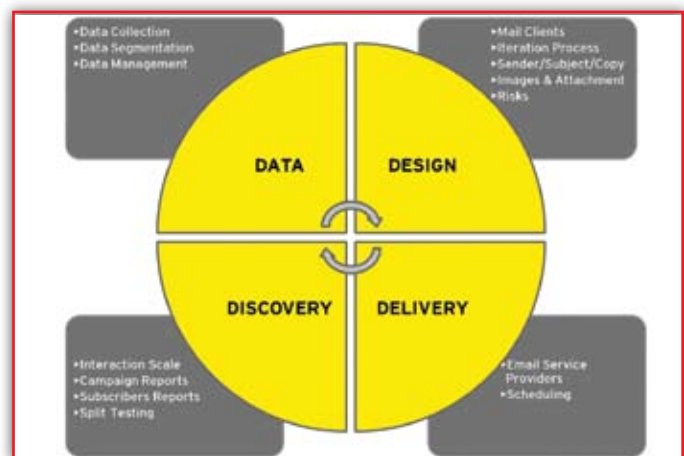 •Data Collection
•Data Segmentation
•Data Management
•Mail Clients
•Iteration Process
•Sender/Subject/Copy
•Images & Attachment
•Risks
DATA
DESIGN
DISCOVERY
DELIVERY
•Interaction Scale
•Campaign Reports
•Subscribers Reports
•Split Testing
•Email Service
Providers
•Scheduling